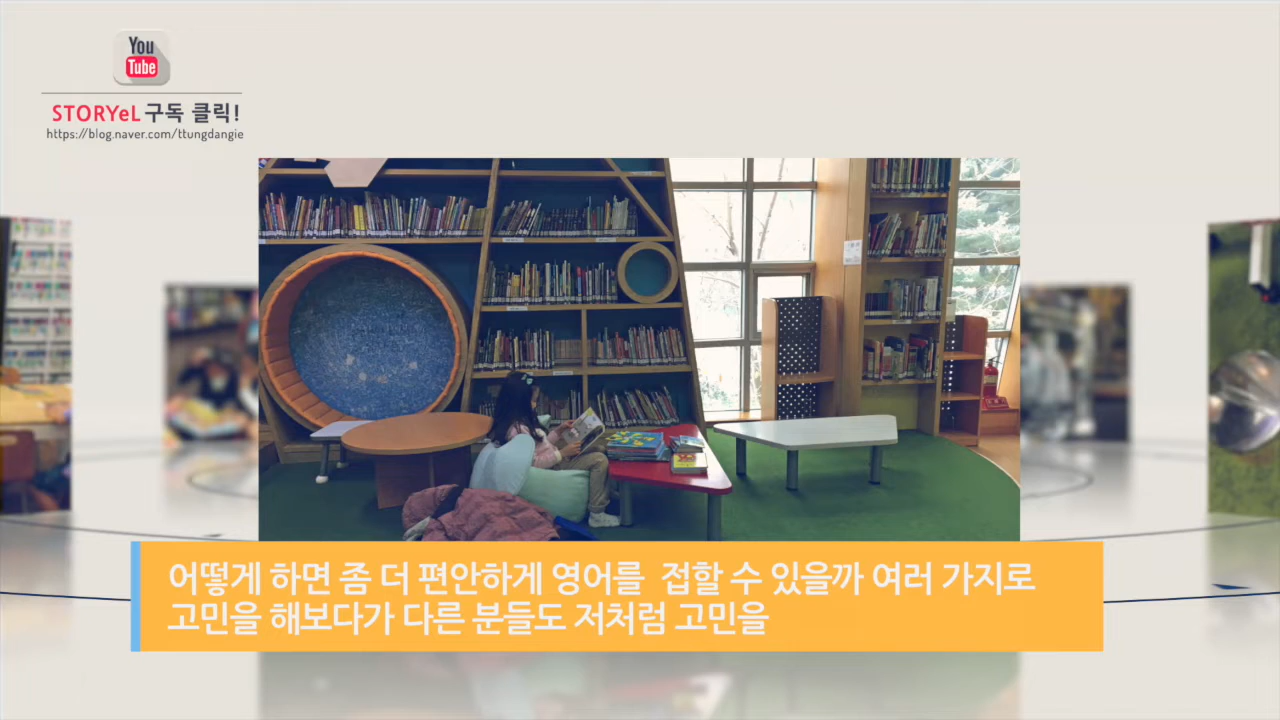 You
Tube
STORYeL 구독 클릭!
https://blog.naver.com/ttungdangie
어떻게 하면 좀 더 편안하게 영어를 접할 수 있을까 여러 가지로
고민을 해보다가 다른 분들도 저처럼 고민을